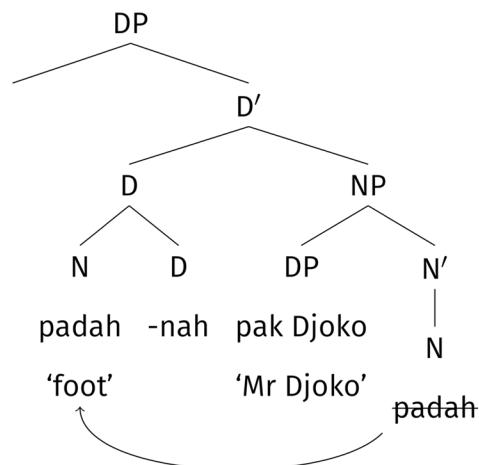 DP
D′
D NP
N D DP N′
padah -nah pak Djoko
N
‘foot’ ‘Mr Djoko’
padah